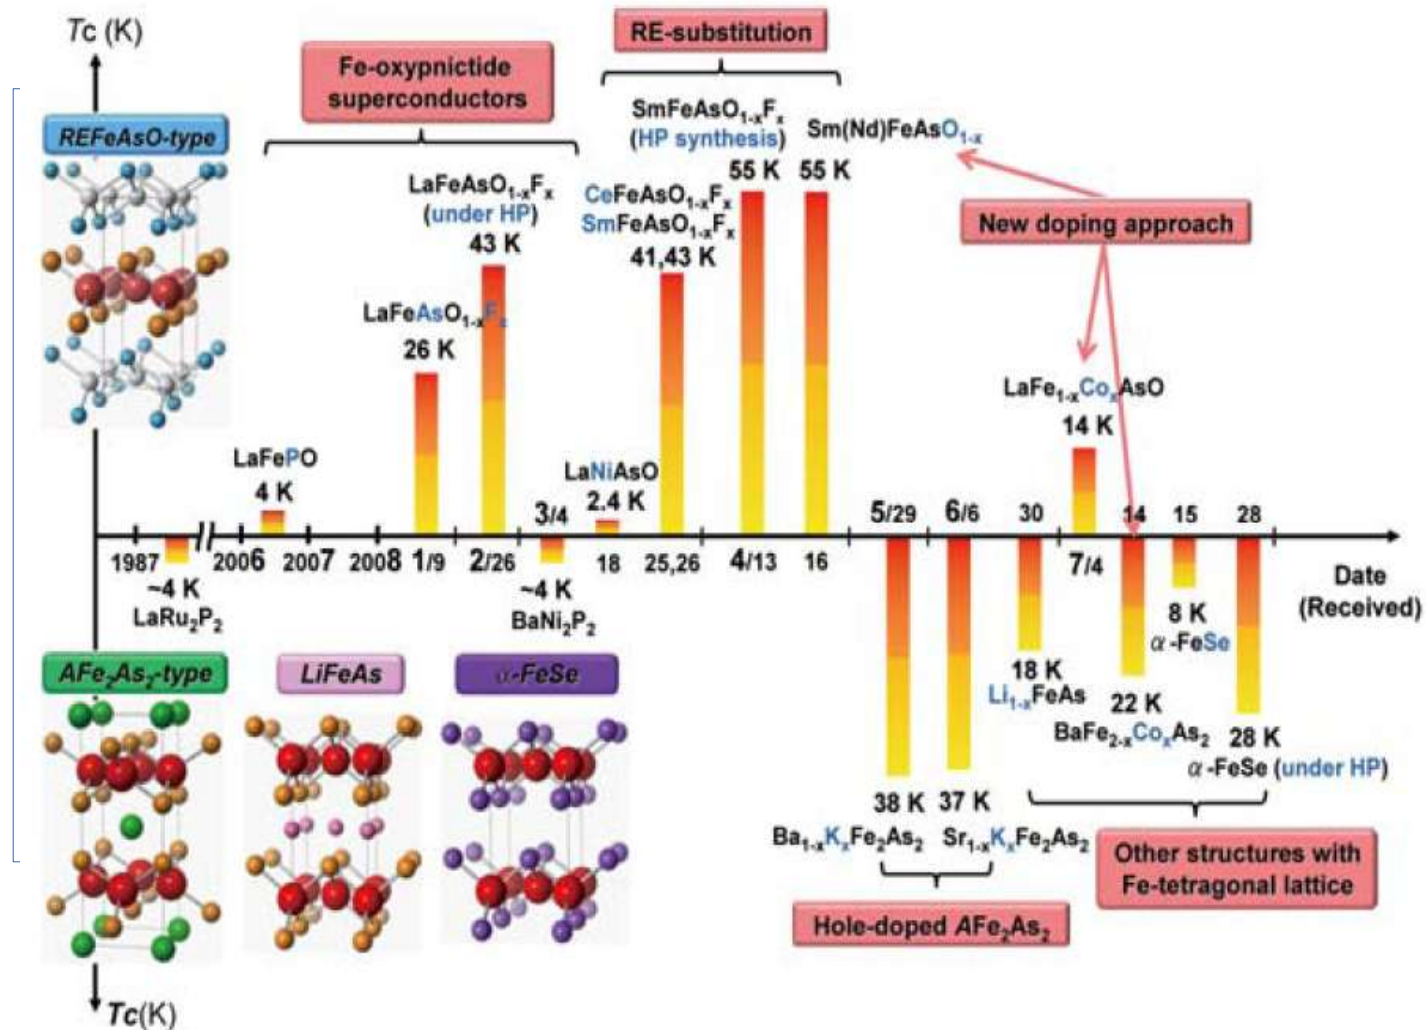 Tc (K)
RE-substitution
Fe-oxypnictide
superconductors
SmFeAsO₁₋ₓFₓ
(HP synthesis)
Sm(Nd)FeAsO₁₋ₓ
REFeAsO-type
55 K 55 K
LaFeAsO₁₋ₓFₓ
(under HP)
43 K
CeFeAsO₁₋ₓFₓ
SmFeAsO₁₋ₓFₓ
41,43 K
New doping approach
LaFeAsO₁₋ₓFₓ
26 K
LaFe₁₋ₓCoₓAsO
14 K
LaFePO
4 K
LaNiAsO
2.4 K
3/4 5/29 6/6 30 14 15 28
1987 2006 2007 2008 1/9 2/26 18 25,26 4/13 16 7/4
Date
(Received)
~4 K
LaRu₂P₂
~4 K
BaNi₂P₂
8 K
α-FeSe
18 K
Li₁₋ₓFeAs
22 K
BaFe₂₋ₓCoₓAs₂
28 K
α-FeSe (under HP)
AFe₂As₂-type
LiFeAs
α-FeSe
38 K 37 K
Ba₁₋ₓKₓFe₂As₂ Sr₁₋ₓKₓFe₂As₂
Other structures with
Fe-tetragonal lattice
Hole-doped AFe₂As₂
Tc(K)